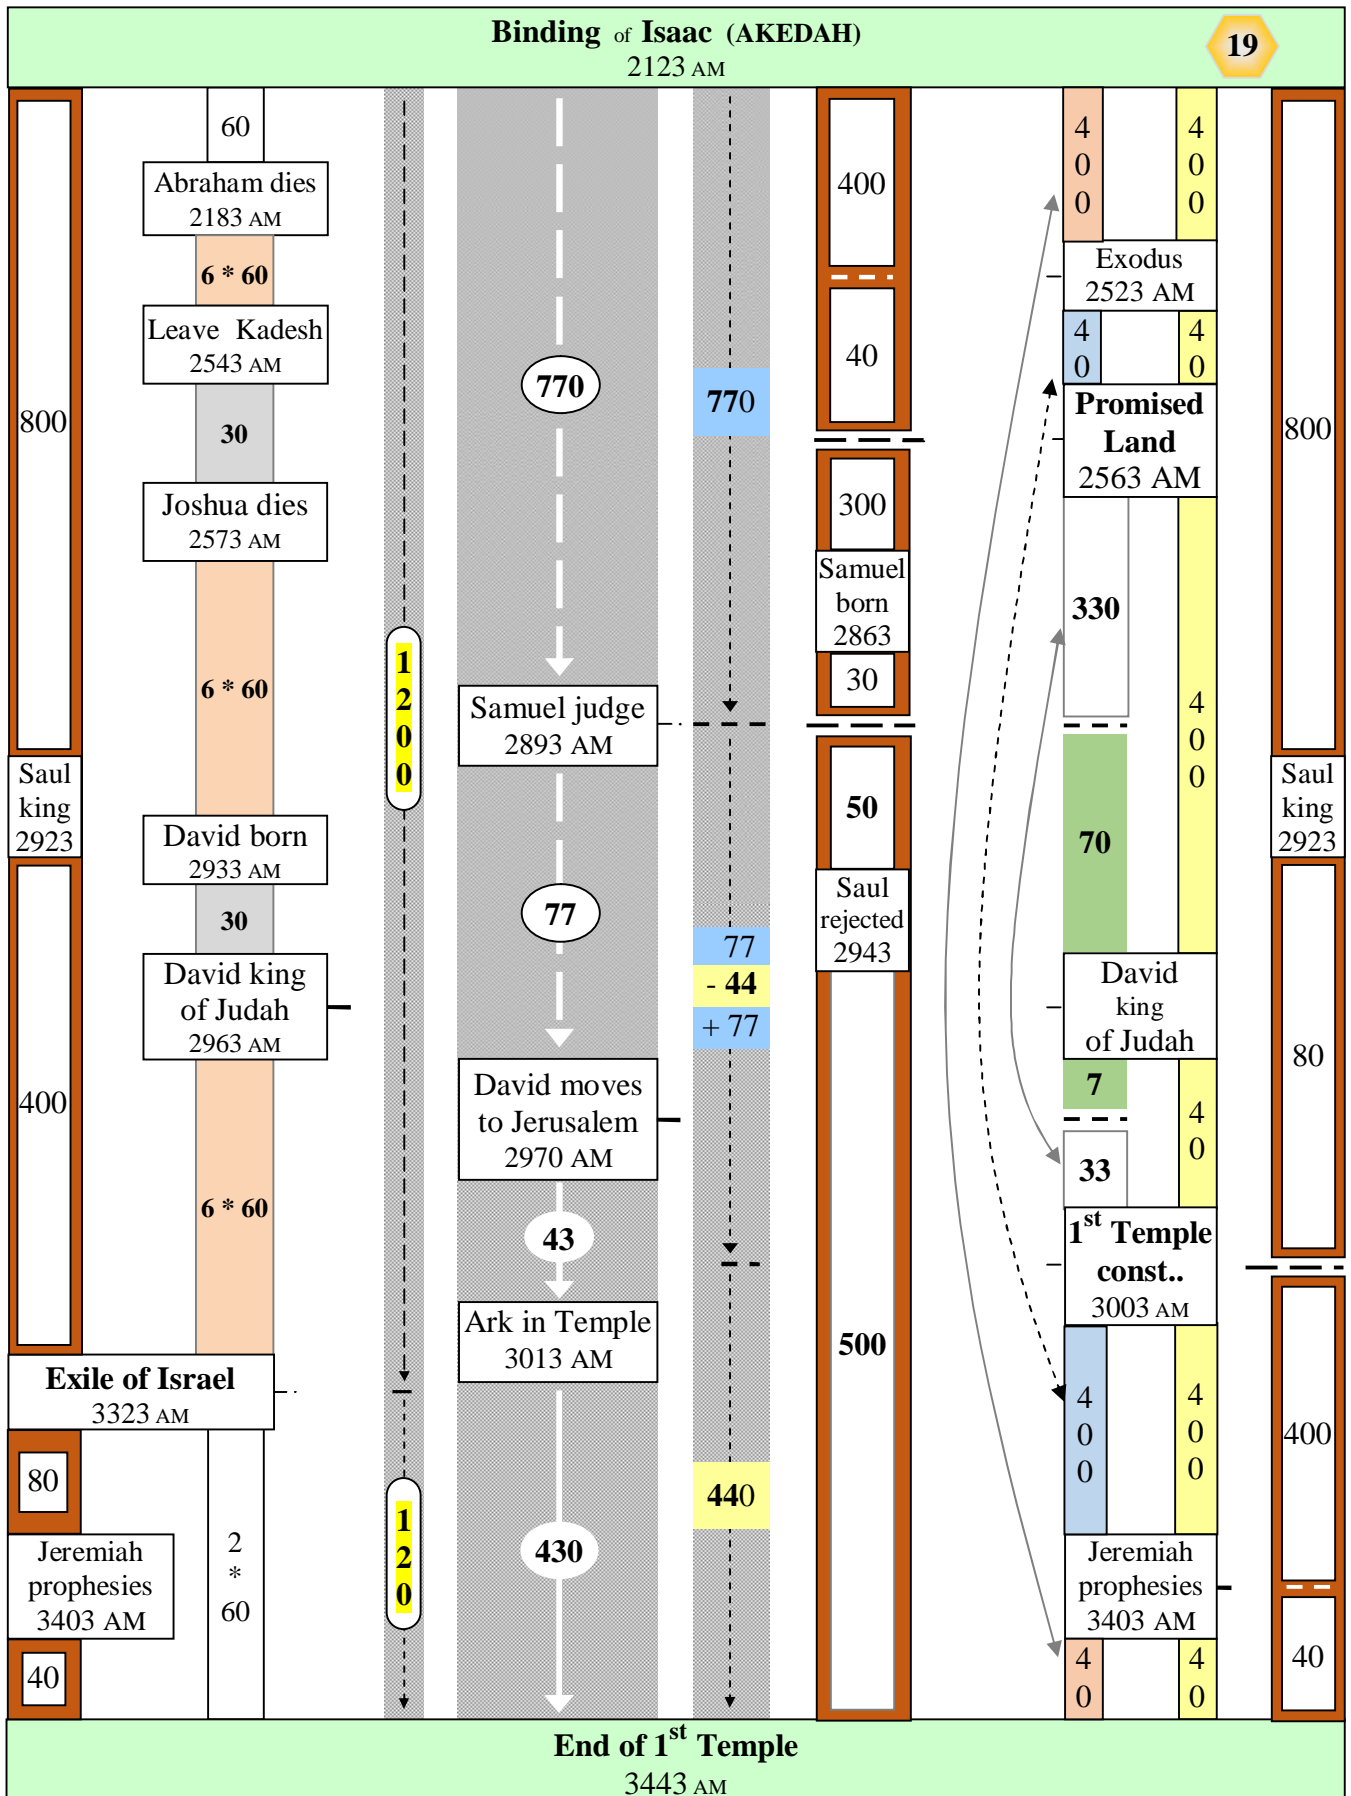 Binding of Isaac (AKEDAH)
2123 AM
19
800
Saul
king
2923
400
Exile of Israel
3323 AM
80
Jeremiah
prophesies
3403 AM
40
60
Abraham dies
2183 AM
6 * 60
Leave Kadesh
2543 AM
30
Joshua dies
2573 AM
6 * 60
David born
2933 AM
30
David king
of Judah
2963 AM
6 * 60
2
*
60
1
2
0
0
1
2
0
770
Samuel judge
2893 AM
77
David moves
to Jerusalem
2970 AM
43
Ark in Temple
3013 AM
430
770
77
- 44
+ 77
440
400
40
300
Samuel
born
2863
30
50
Saul
rejected
2943
500
4
0
0
4
0
0
Exodus
2523 AM
4
0
4
0
Promised
Land
2563 AM
330
70
4
0
0
David
king
of Judah
7
33
4
0
1st Temple
const..
3003 AM
4
0
0
4
0
0
Jeremiah
prophesies
3403 AM
4
0
4
0
800
Saul
king
2923
80
400
40
End of 1st Temple
3443 AM